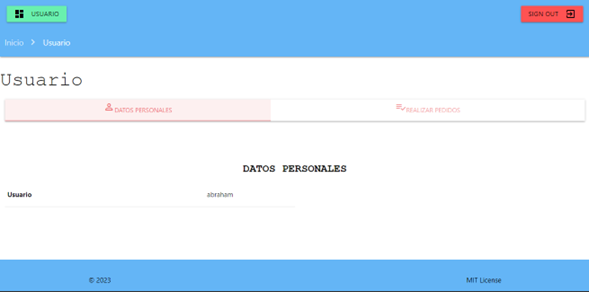 USUARIO
SIGN OUT
Inicio > Usuario
Usuario
DATOS PERSONALES
REALIZAR PEDIDOS
DATOS PERSONALES
Usuario abraham
© 2023
MIT License